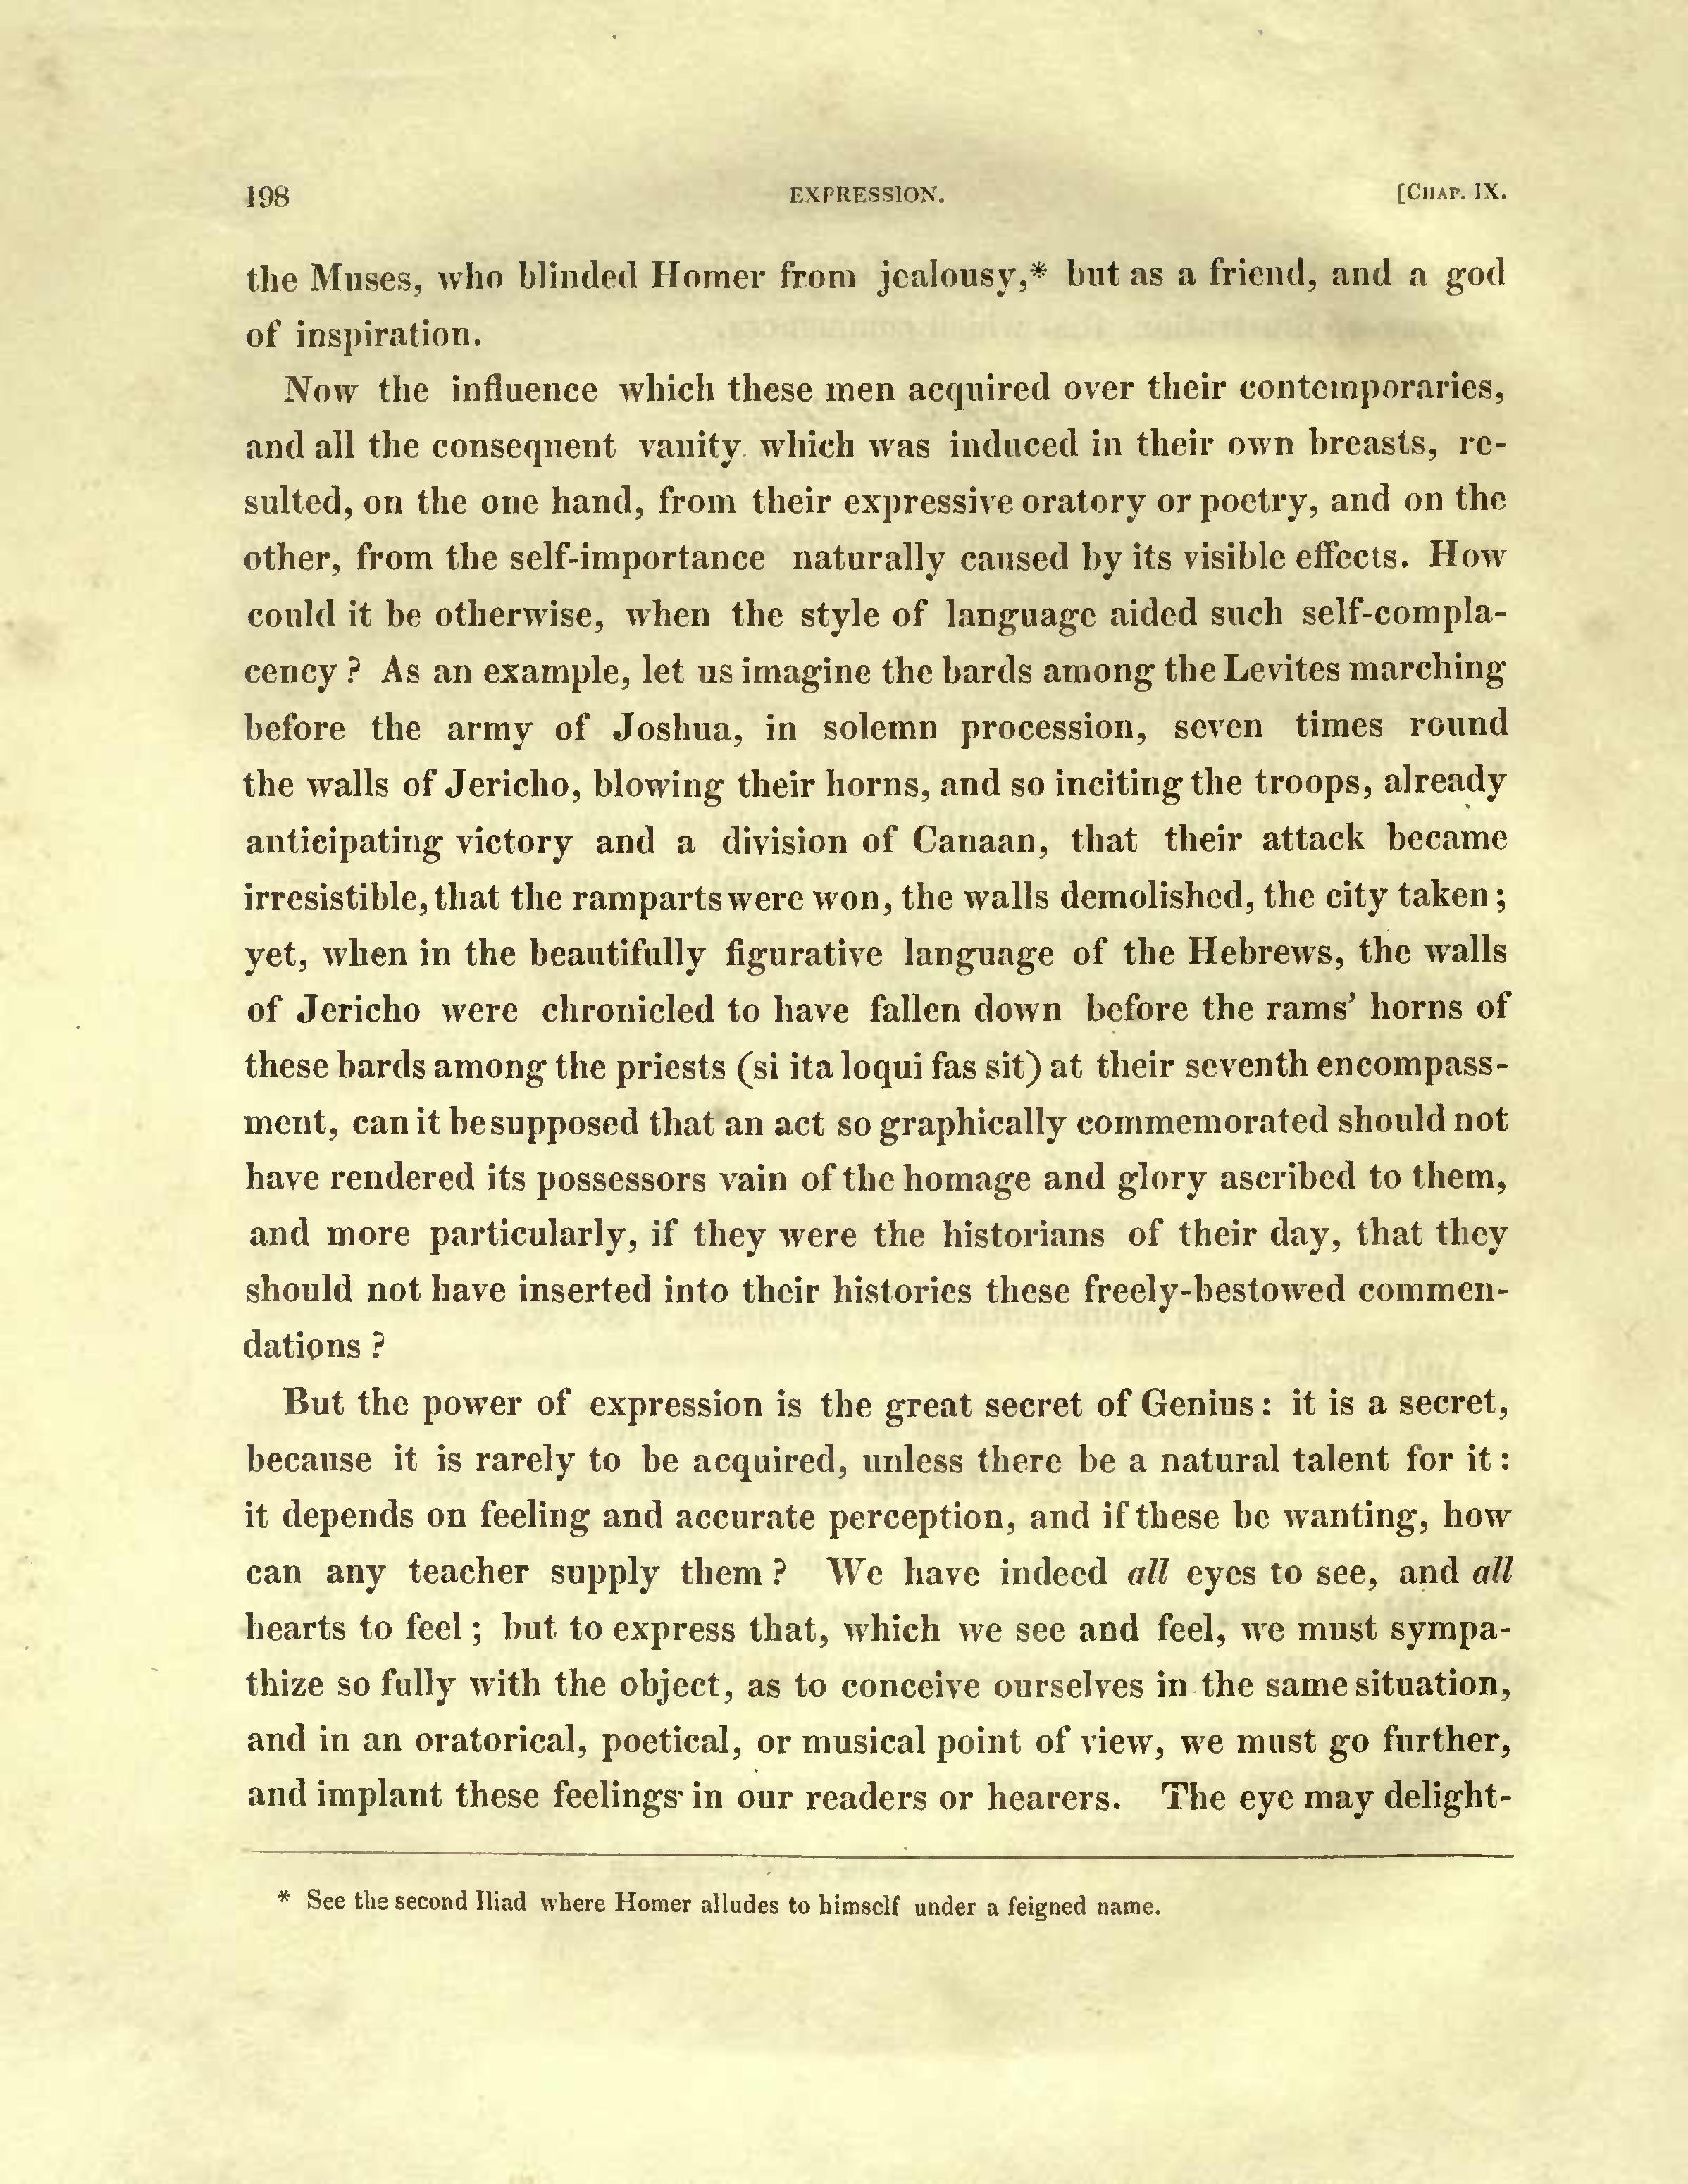 198 EXPRESSION. [CHAP. IX.
the Muses, who blinded Homer from jealousy,* but as a friend, and a god
of inspiration.
Now the influence which these men acquired over their contemporaries,
and all the consequent vanity which was induced in their own breasts, re-
sulted, on the one hand, from their expressive oratory or poetry, and on the
other, from the self-importance naturally caused by its visible effects. How
could it be otherwise, when the style of language aided such self-compla-
cency ? As an example, let us imagine the bards among the Levites marching
before the army of Joshua, in solemn procession, seven times round
the walls of Jericho, blowing their horns, and so inciting the troops, already
anticipating victory and a division of Canaan, that their attack became
irresistible, that the ramparts were won, the walls demolished, the city taken ;
yet, when in the beautifully figurative language of the Hebrews, the walls
of Jericho were chronicled to have fallen down before the rams' horns of
these bards among the priests (si ita loqui fas sit) at their seventh encompass-
ment, can it be supposed that an act so graphically commemorated should not
have rendered its possessors vain of the homage and glory ascribed to them,
and more particularly, if they were the historians of their day, that they
should not have inserted into their histories these freely-bestowed commen-
dations ?
But the power of expression is the great secret of Genius : it is a secret,
because it is rarely to be acquired, unless there be a natural talent for it :
it depends on feeling and accurate perception, and if these be wanting, how
can any teacher supply them ? We have indeed all eyes to see, and all
hearts to feel ; but to express that, which we see and feel, we must sympa-
thize so fully with the object, as to conceive ourselves in the same situation,
and in an oratorical, poetical, or musical point of view, we must go further,
and implant these feelings in our readers or hearers. The eye may delight-
* See the second Iliad where Homer alludes to himself under a feigned name.